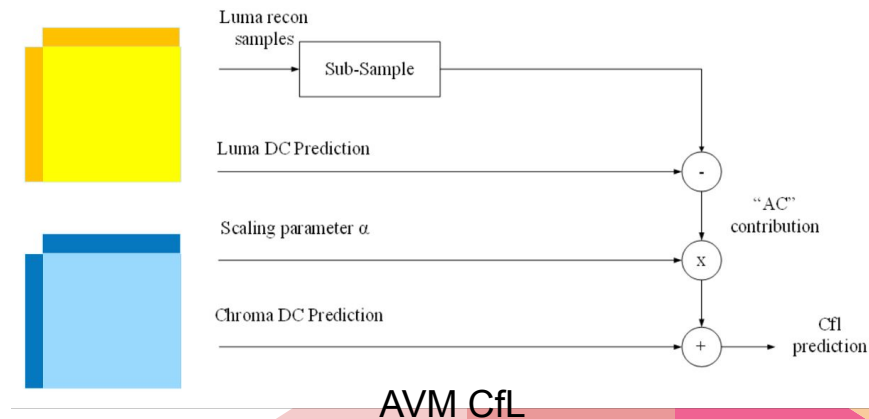 Luma recon
samples
Sub-Sample
Luma DC Prediction
-
“AC”
contribution
Scaling parameter α
x
Chroma DC Prediction
+
Cfl
prediction
AVM CfL